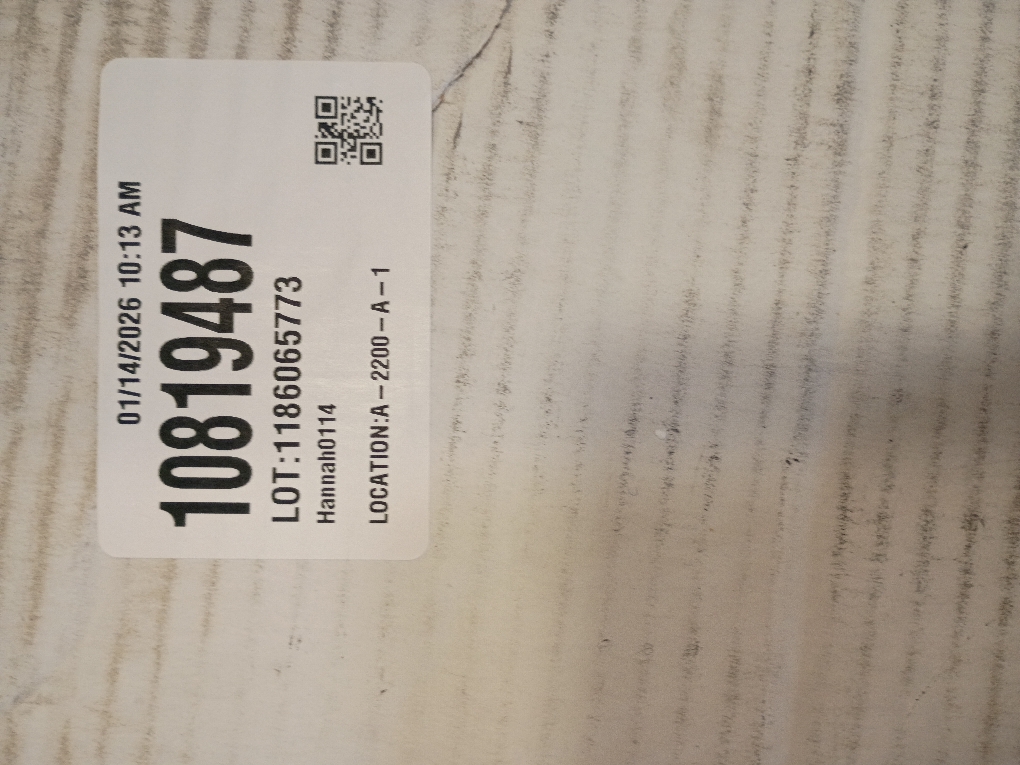 01/14/2026 10:13 AM
10819487
LOT:1186065773
Hannah0114
LOCATION:A-2200-A-1